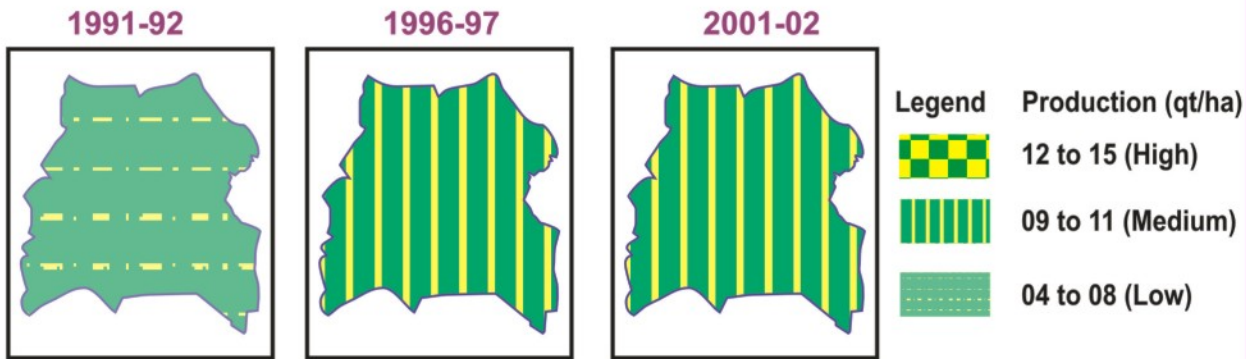 1991-92
1996-97
2001-02
Legend Production (qt/ha)
12 to 15 (High)
09 to 11 (Medium)
04 to 08 (Low)